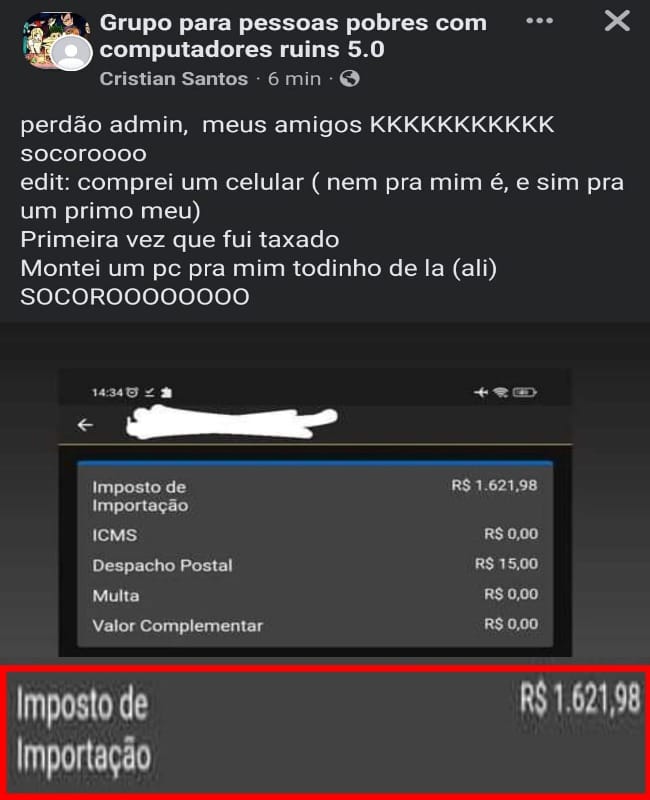 Grupo para pessoas pobres com
computadores ruins 5.0
Cristian Santos · 6 min ·
perdão admin, meus amigos KKKKKKKKKKK
socoroooo
edit: comprei um celular ( nem pra mim é, e sim pra
um primo meu)
Primeira vez que fui taxado
Montei um pc pra mim todinho de la (ali)
SOCOROOOOOOOO
14:34
Imposto de R$ 1.621,98
Importação
ICMS R$ 0,00
Despacho Postal R$ 15,00
Multa R$ 0,00
Valor Complementar R$ 0,00
Imposto de R$ 1.621,98
Importação